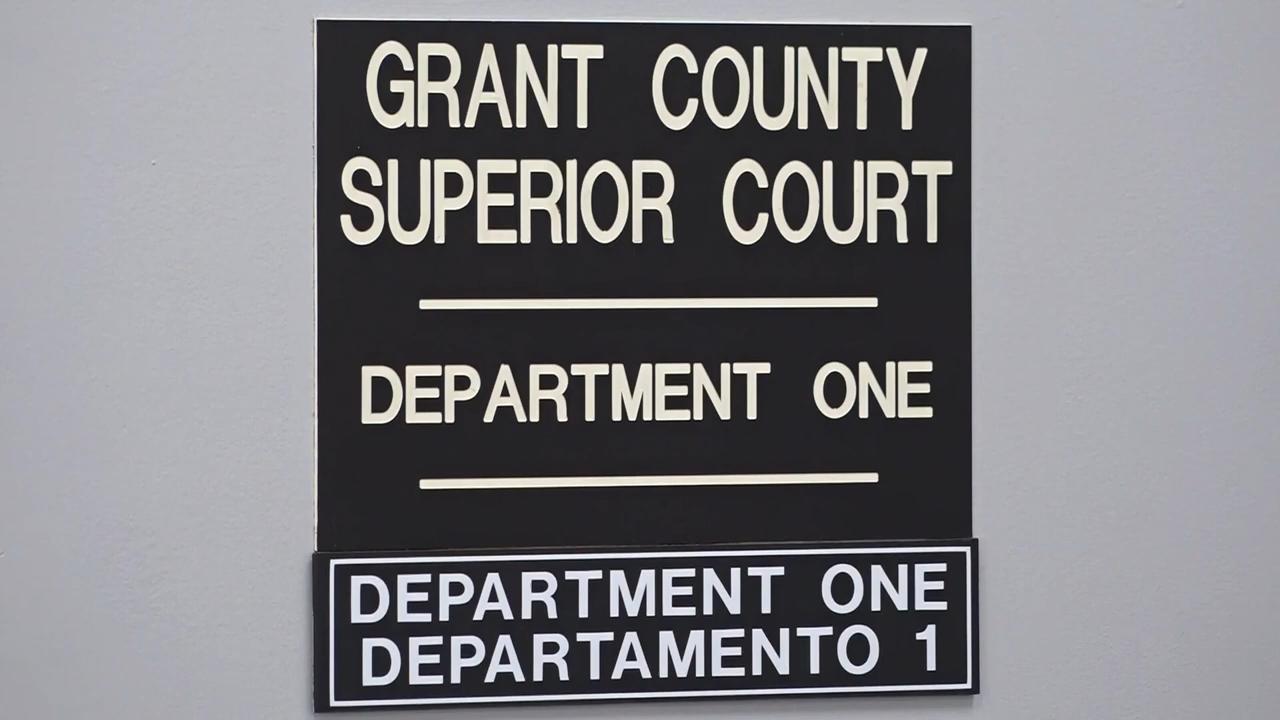 GRANT COUNTY
SUPERIOR COURT
DEPARTMENT ONE
DEPARTMENT ONE
DEPARTAMENTO 1